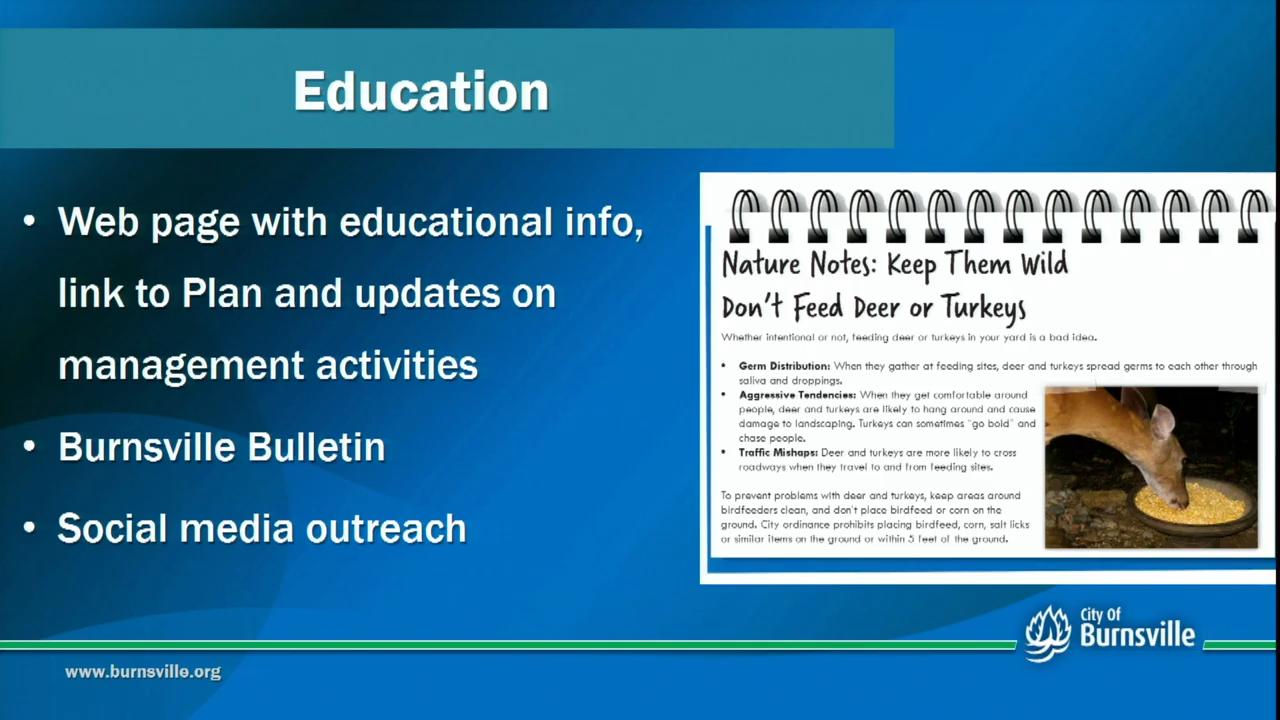 Education
• Web page with educational info,
link to Plan and updates on
management activities
• Burnsville Bulletin
• Social media outreach
Nature Notes: Keep Them Wild
Don't Feed Deer or Turkeys
Whether intentional or not, feeding deer or turkeys in your yard is a bad idea.
• Germ Distribution: When they gather at feeding sites, deer and turkeys spread germs to each other through
saliva and droppings.
• Aggressive Tendencies: When they get comfortable around
people, deer and turkeys are likely to hang around and cause
damage to landscaping. Turkeys can sometimes "go bold" and
chase people.
• Traffic Mishaps: Deer and turkeys are more likely to cross
roadways when they travel to and from feeding sites.
To prevent problems with deer and turkeys, keep areas around
birdfeeders clean, and don't place birdfeed or corn on the
ground. City ordinance prohibits placing birdfeed, corn, salt licks
or similar items on the ground or within 5 feet of the ground.
City Of
Burnsville
www.burnsville.org